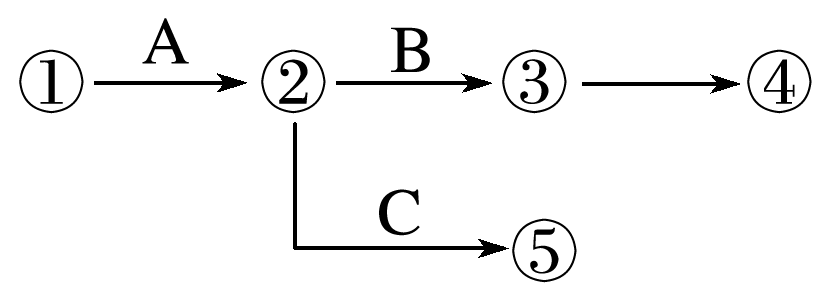 ① A ② B ③ ④
C ⑤